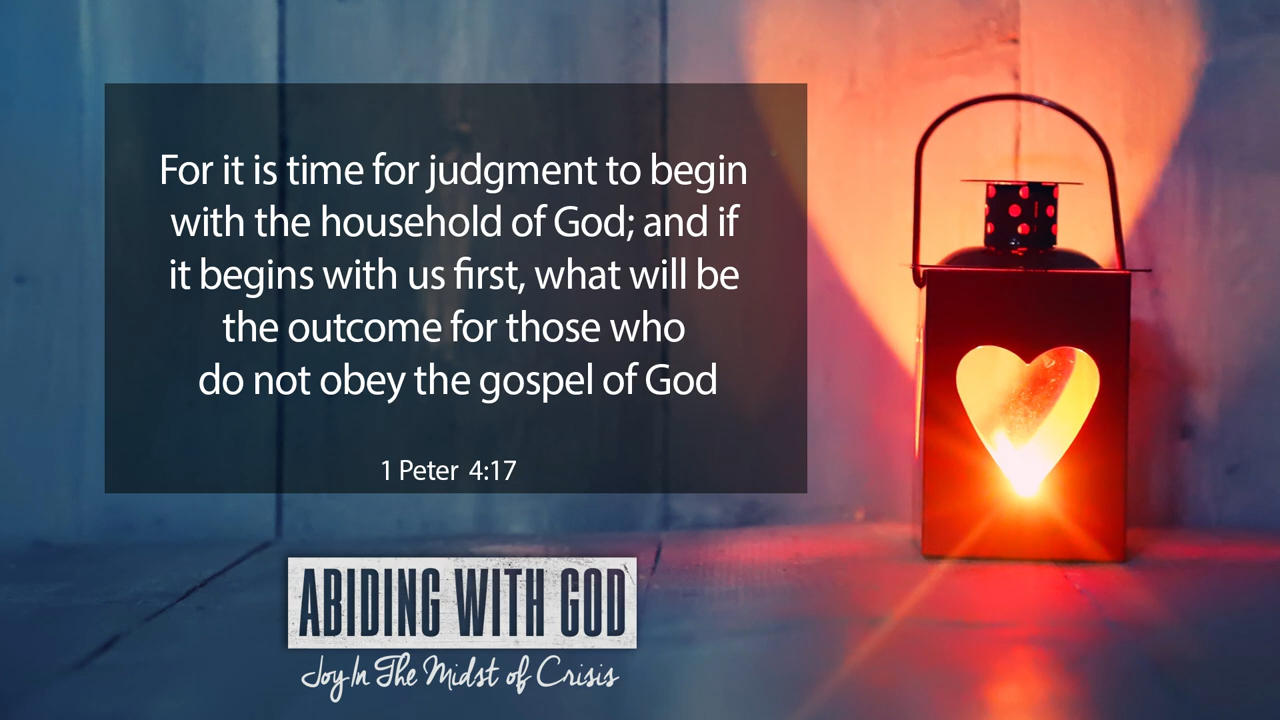 For it is time for judgment to begin
with the household of God; and if
it begins with us first, what will be
the outcome for those who
do not obey the gospel of God
1 Peter 4:17
ABIDING WITH GOD
Joy In The Midst of Crisis